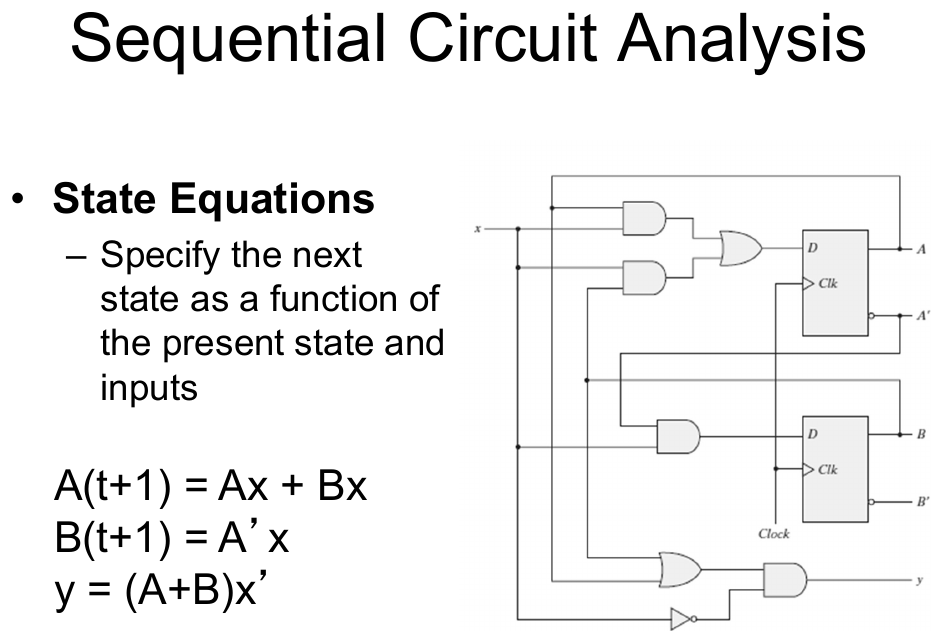 Sequential Circuit Analysis
• State Equations
– Specify the next
state as a function of
the present state and
inputs
A(t+1) = Ax + Bx
B(t+1) = A’x
y = (A+B)x’
x
D
A
Clk
A'
D
B
Clk
B'
Clock
y